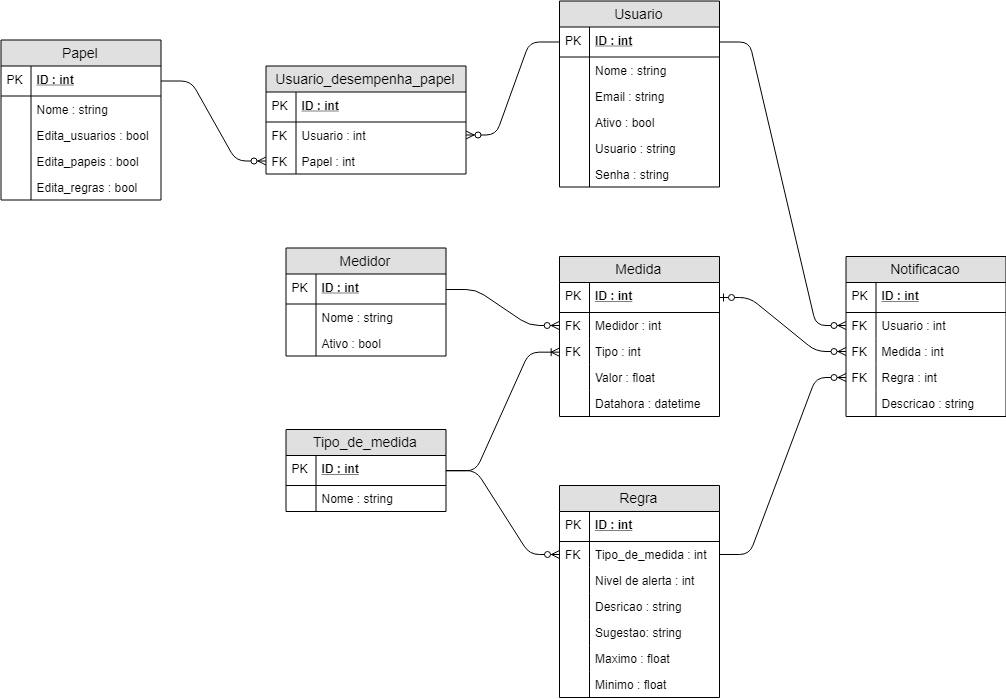 Papel
PK ID : int
Nome : string
Edita_usuarios : bool
Edita_papeis : bool
Edita_regras : bool
Usuario_desempenha_papel
PK ID : int
FK Usuario : int
FK Papel : int
Usuario
PK ID : int
Nome : string
Email : string
Ativo : bool
Usuario : string
Senha : string
Medidor
PK ID : int
Nome : string
Ativo : bool
Medida
PK ID : int
FK Medidor : int
FK Tipo : int
Valor : float
Datahora : datetime
Notificacao
PK ID : int
FK Usuario : int
FK Medida : int
FK Regra : int
Descricao : string
Tipo_de_medida
PK ID : int
Nome : string
Regra
PK ID : int
FK Tipo_de_medida : int
Nivel de alerta : int
Desricao : string
Sugestao: string
Maximo : float
Minimo : float